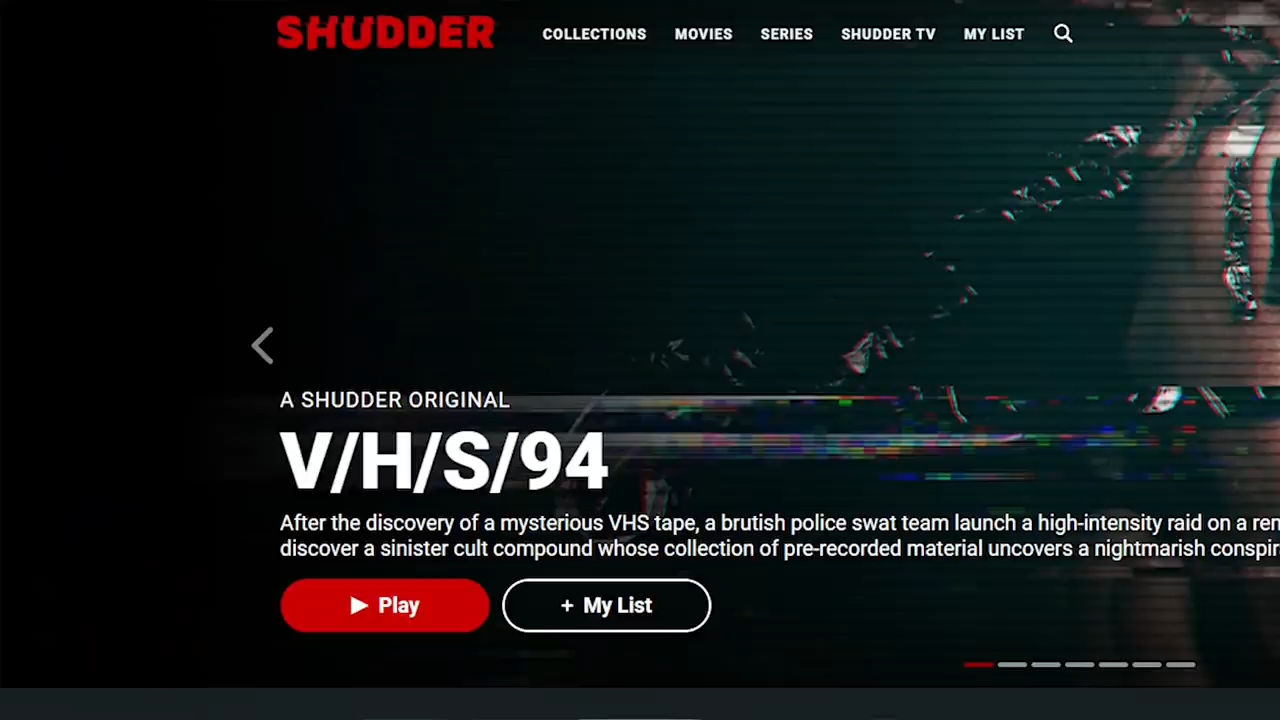 SHUDDER COLLECTIONS MOVIES SERIES SHUDDER TV MY LIST
A SHUDDER ORIGINAL
V/H/S/94
After the discovery of a mysterious VHS tape, a brutish police swat team launch a high-intensity raid on a
discover a sinister cult compound whose collection of pre-recorded material uncovers a nightmarish
Play + My List